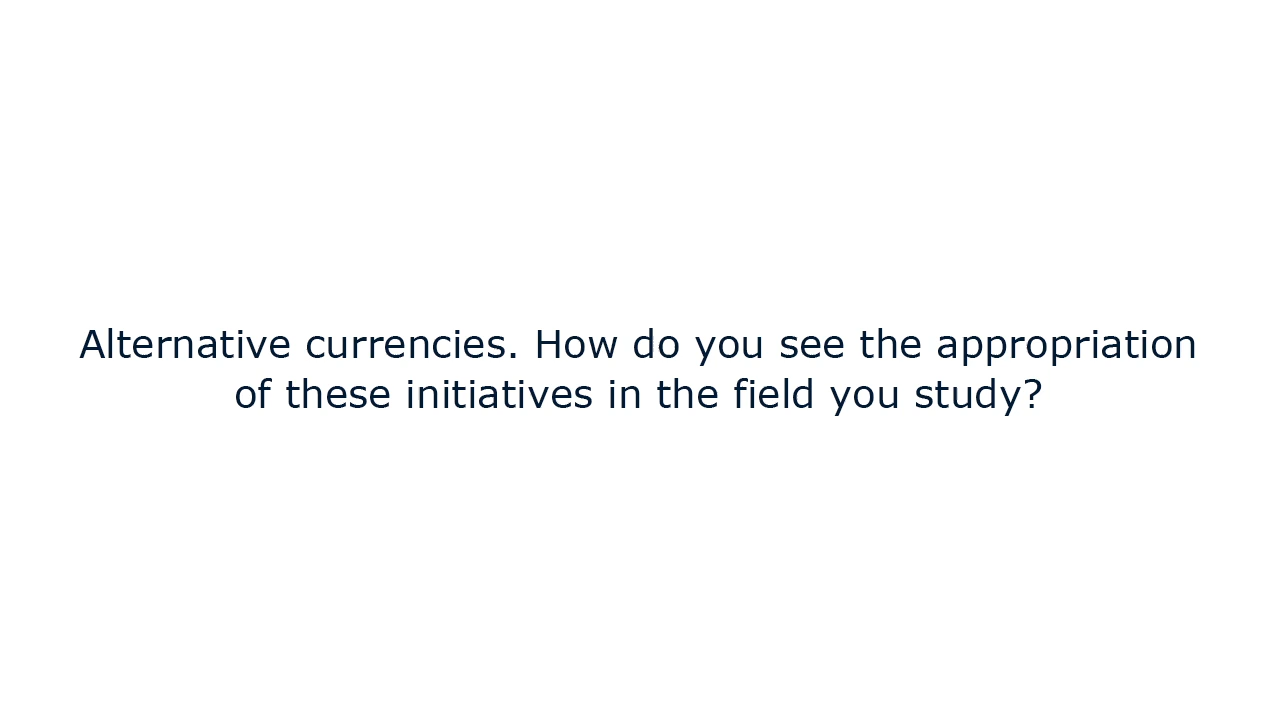 Alternative currencies. How do you see the appropriation
of these initiatives in the field you study?